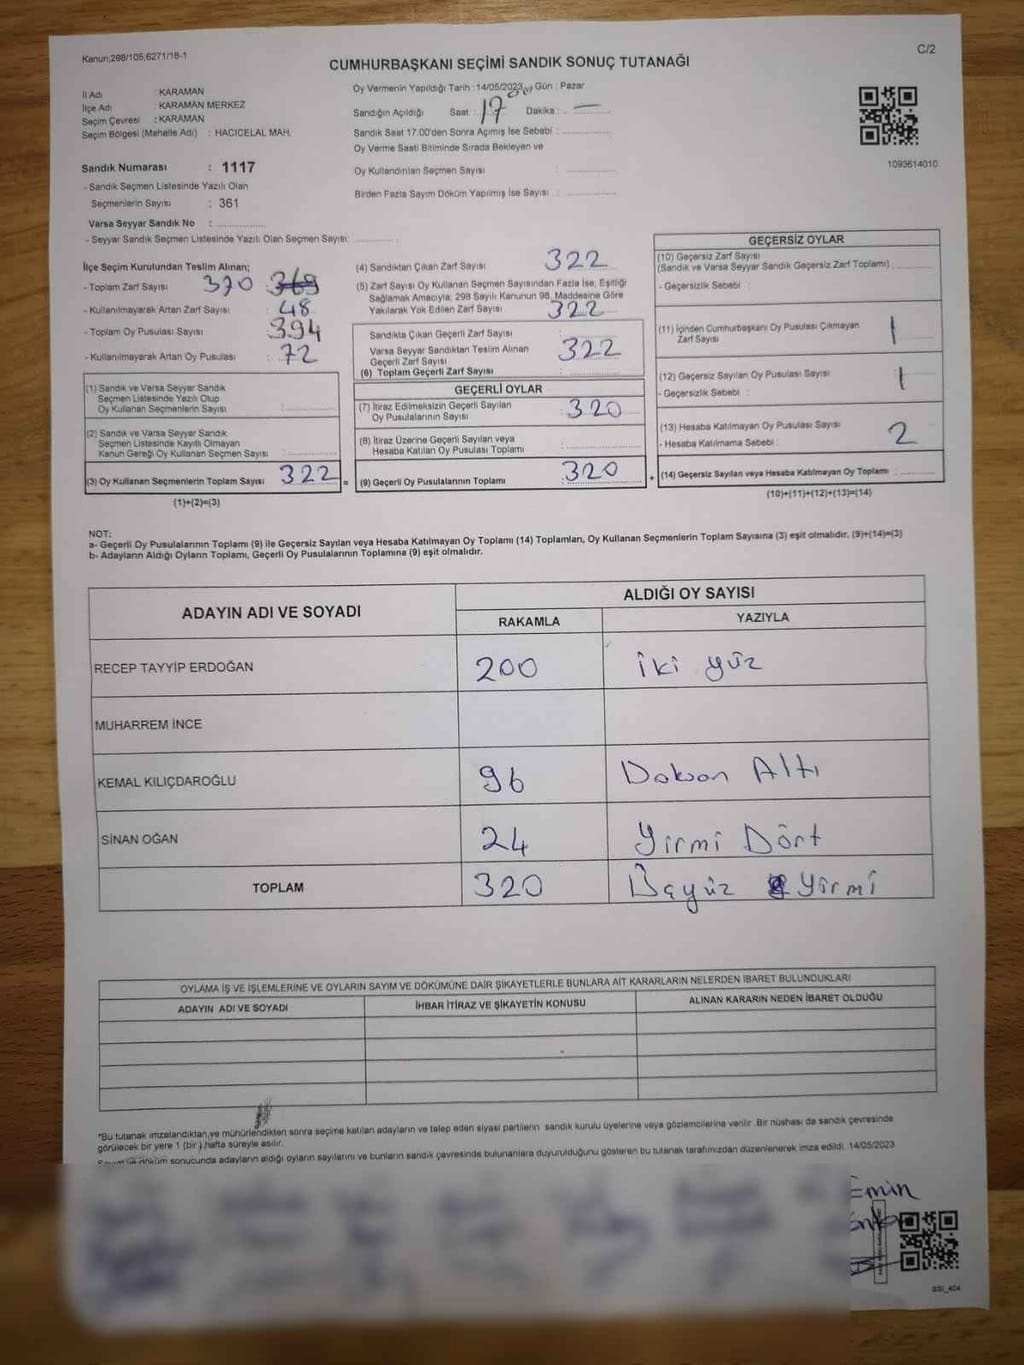 Kanun;298/105;6271/18-1
C/2
CUMHURBAŞKANI SEÇİMİ SANDIK SONUÇ TUTANAĞI
İl Adı : KARAMAN
İlçe Adı : KARAMAN MERKEZ
Seçim Çevresi : KARAMAN
Seçim Bölgesi (Mahalle Adı) : HACICELAL MAH.
Sandık Numarası : 1117
- Sandık Seçmen Listesinde Yazılı Olan
Seçmenlerin Sayısı : 361
Varsa Seyyar Sandık No :
- Seyyar Sandık Seçmen Listesinde Yazılı Olan Seçmen Sayısı:
Oy Vermenin Yapıldığı Tarih : 14/05/2023 Gün : Pazar
Sandığın Açıldığı Saat : 17 Dakika : —
Sandık Saat 17:00'den Sonra Açımış İse Sebebi :
Oy Verme Saati Bitiminde Sırada Bekleyen ve
Oy Kullandırılan Seçmen Sayısı :
Birden Fazla Sayım Döküm Yapılmış İse Sayısı :
1093614010
İlçe Seçim Kurulundan Teslim Alınan;
- Toplam Zarf Sayısı : 370 369
- Kullanılmayarak Artan Zarf Sayısı : 48
- Toplam Oy Pusulası Sayısı : 394
- Kullanılmayarak Artan Oy Pusulası : 72
(1) Sandık ve Varsa Seyyar Sandık
Seçmen Listesinde Yazılı Olup
Oy Kullanan Seçmenlerin Sayısı :
(2) Sandık ve Varsa Seyyar Sandık
Seçmen Listesinde Kayıtlı Olmayan
Kanun Gereği Oy Kullanan Seçmen Sayısı :
(3) Oy Kullanan Seçmenlerin Toplam Sayısı 322 =
(1)+(2)=(3)
(4) Sandıktan Çıkan Zarf Sayısı 322
(5) Zarf Sayısı Oy Kullanan Seçmen Sayısından Fazla İse, Eşitliği
Sağlamak Amacıyla; 298 Sayılı Kanunun 98. Maddesine Göre
Yakılarak Yok Edilen Zarf Sayısı 322
Sandıkta Çıkan Geçerli Zarf Sayısı :
Varsa Seyyar Sandıktan Teslim Alınan
Geçerli Zarf Sayısı : 322
(6) Toplam Geçerli Zarf Sayısı :
GEÇERLİ OYLAR
(7) İtiraz Edilmeksizin Geçerli Sayılan
Oy Pusulalarının Sayısı : 320
(8) İtiraz Üzerine Geçerli Sayılan veya
Hesaba Katılan Oy Pusulası Toplamı :
(9) Geçerli Oy Pusulalarının Toplamı 320 +
GEÇERSİZ OYLAR
(10) Geçersiz Zarf Sayısı
(Sandık ve Varsa Seyyar Sandık Geçersiz Zarf Toplamı)
- Geçersizlik Sebebi :
(11) İçinden Cumhurbaşkanı Oy Pusulası Çıkmayan
Zarf Sayısı 1
(12) Geçersiz Sayılan Oy Pusulası Sayısı 1
- Geçersizlik Sebebi :
(13) Hesaba Katılmayan Oy Pusulası Sayısı 2
- Hesaba Katılmama Sebebi :
(14) Geçersiz Sayılan veya Hesaba Katılmayan Oy Toplamı
(10)+(11)+(12)+(13)=(14)
NOT:
a- Geçerli Oy Pusulalarının Toplamı (9) ile Geçersiz Sayılan veya Hesaba Katılmayan Oy Toplamı (14) Toplamları, Oy Kullanan Seçmenlerin Toplam Sayısına (3) eşit olmalıdır. (9)+(14)=(3)
b- Adayların Aldığı Oyların Toplamı, Geçerli Oy Pusulalarının Toplamına (9) eşit olmalıdır.
ADAYIN ADI VE SOYADI
ALDIĞI OY SAYISI
RAKAMLA YAZIYLA
RECEP TAYYİP ERDOĞAN 200 İki yüz
MUHARREM İNCE
KEMAL KILIÇDAROĞLU 96 Doksan Altı
SİNAN OĞAN 24 Yirmi Dört
TOPLAM 320 Üçyüz Yirmi
OYLAMA İŞ VE İŞLEMLERİNE VE OYLARIN SAYIM VE DÖKÜMÜNE DAİR ŞİKAYETLERLE BUNLARA AİT KARARLARIN NELERDEN İBARET BULUNDUKLARI
ADAYIN ADI VE SOYADI İHBAR İTİRAZ VE ŞİKAYETİN KONUSU ALINAN KARARIN NEDEN İBARET OLDUĞU
*Bu tutanak imzalandıktan ve mühürlendikten sonra seçime katılan adayların ve talep eden siyasi partilerin sandık kurulu üyelerine veya gözlemcilerine verilir. Bir nüshası da sandık çevresinde
görülecek bir yere 1 (bir) hafta süreyle asılır.
Sayım ve döküm sonucunda adayların aldığı oyların sayılarını ve bunların sandık çevresinde bulunanlara duyurulduğunu gösteren bu tutanak tarafımızdan düzenlenerek imza edildi. 14/05/2023
Emin